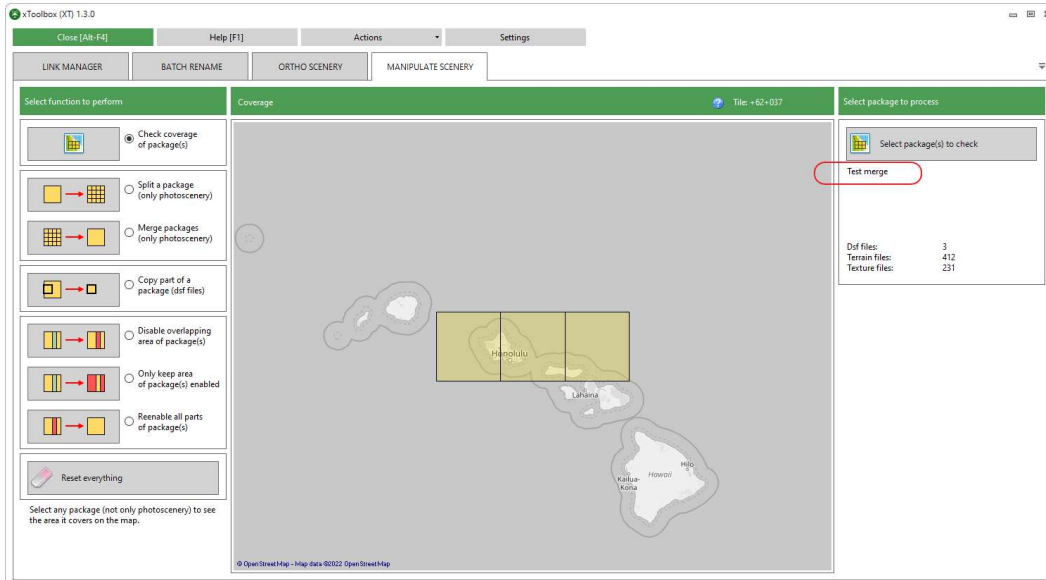 xToolbox (XT) 1.3.0
Close [Alt-F4]
Help [F1]
Actions
Settings
LINK MANAGER
BATCH RENAME
ORTHO SCENERY
MANIPULATE SCENERY
Select function to perform
Check coverage
of package(s)
Split a package
(only photoscenery)
Merge packages
(only photoscenery)
Copy part of a
package (dsf files)
Disable overlapping
area of package(s)
Only keep area
of package(s) enabled
Reenable all parts
of package(s)
Reset everything
Select any package (not only photoscenery) to see
the area it covers on the map.
Coverage
Tile: +62+037
Honolulu
Lahaina
Hilo
Hawaii
Kailua-
Kona
© OpenStreetMap - Map data ©2022 OpenStreetMap
Select package to process
Select package(s) to check
Test merge
Dsf files: 3
Terrain files: 412
Texture files: 231